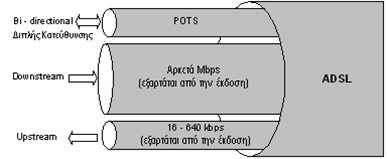 Bi - directional
Διπλής Κατεύθυνσης
POTS
Downstream
Αρκετά Mbps
(εξαρτάται από την έκδοση)
ADSL
Upstream
16 - 640 kbps
(εξαρτάται από την έκδοση)